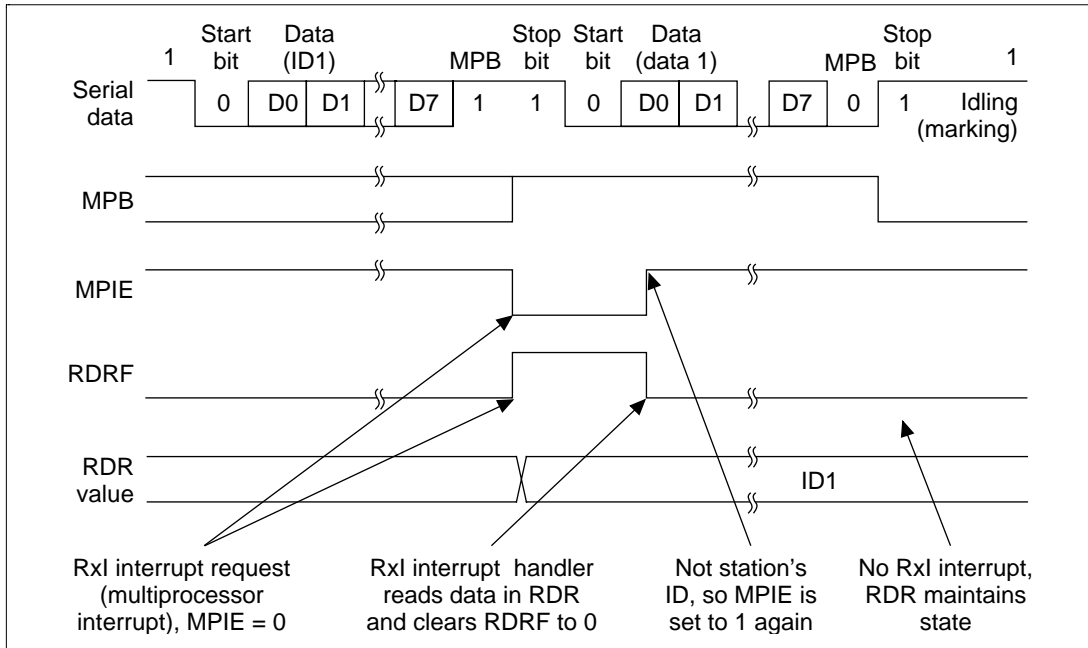 1 Start bit Data (ID1) MPB Stop bit Start bit Data (data 1) MPB Stop bit 1
Serial data 0 D0 D1 D7 1 1 0 D0 D1 D7 0 1 Idling (marking)
MPB
MPIE
RDRF
RDR value ID1
RxI interrupt request (multiprocessor interrupt), MPIE = 0
RxI interrupt handler reads data in RDR and clears RDRF to 0
Not station's ID, so MPIE is set to 1 again
No RxI interrupt, RDR maintains state